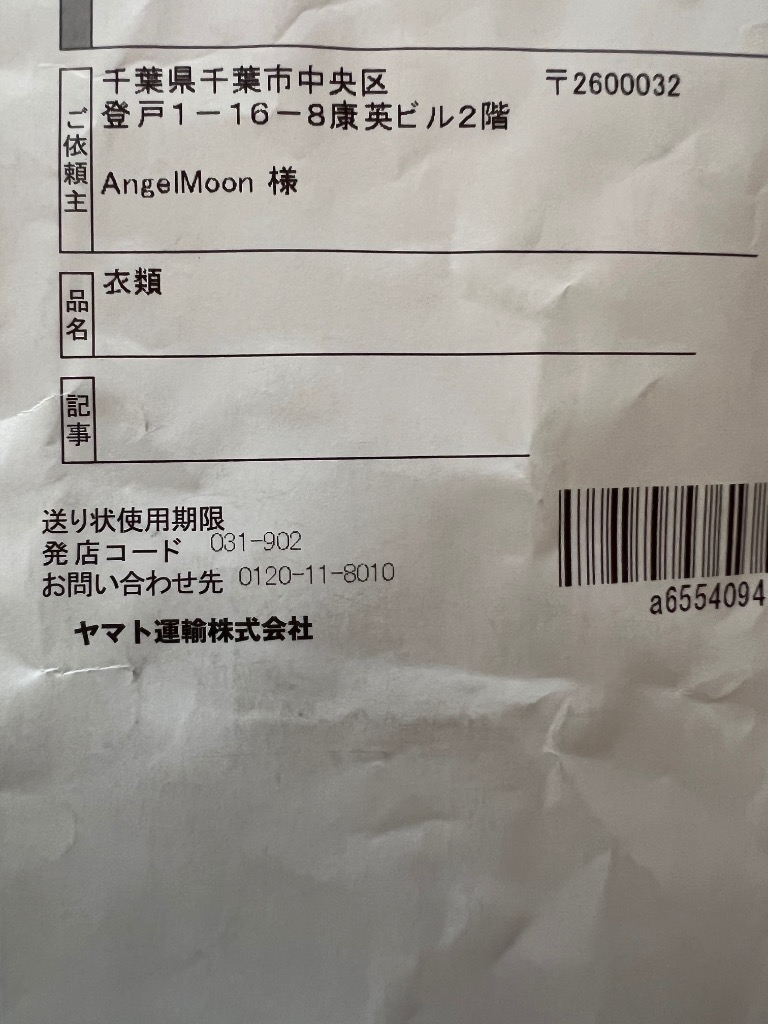 ご依頼主
千葉県千葉市中央区 〒2600032
登戸1－16－8康英ビル2階
AngelMoon 様
品名
衣類
記事
送り状使用期限
発店コード 031-902
お問い合わせ先 0120-11-8010
ヤマト運輸株式会社
a6554094